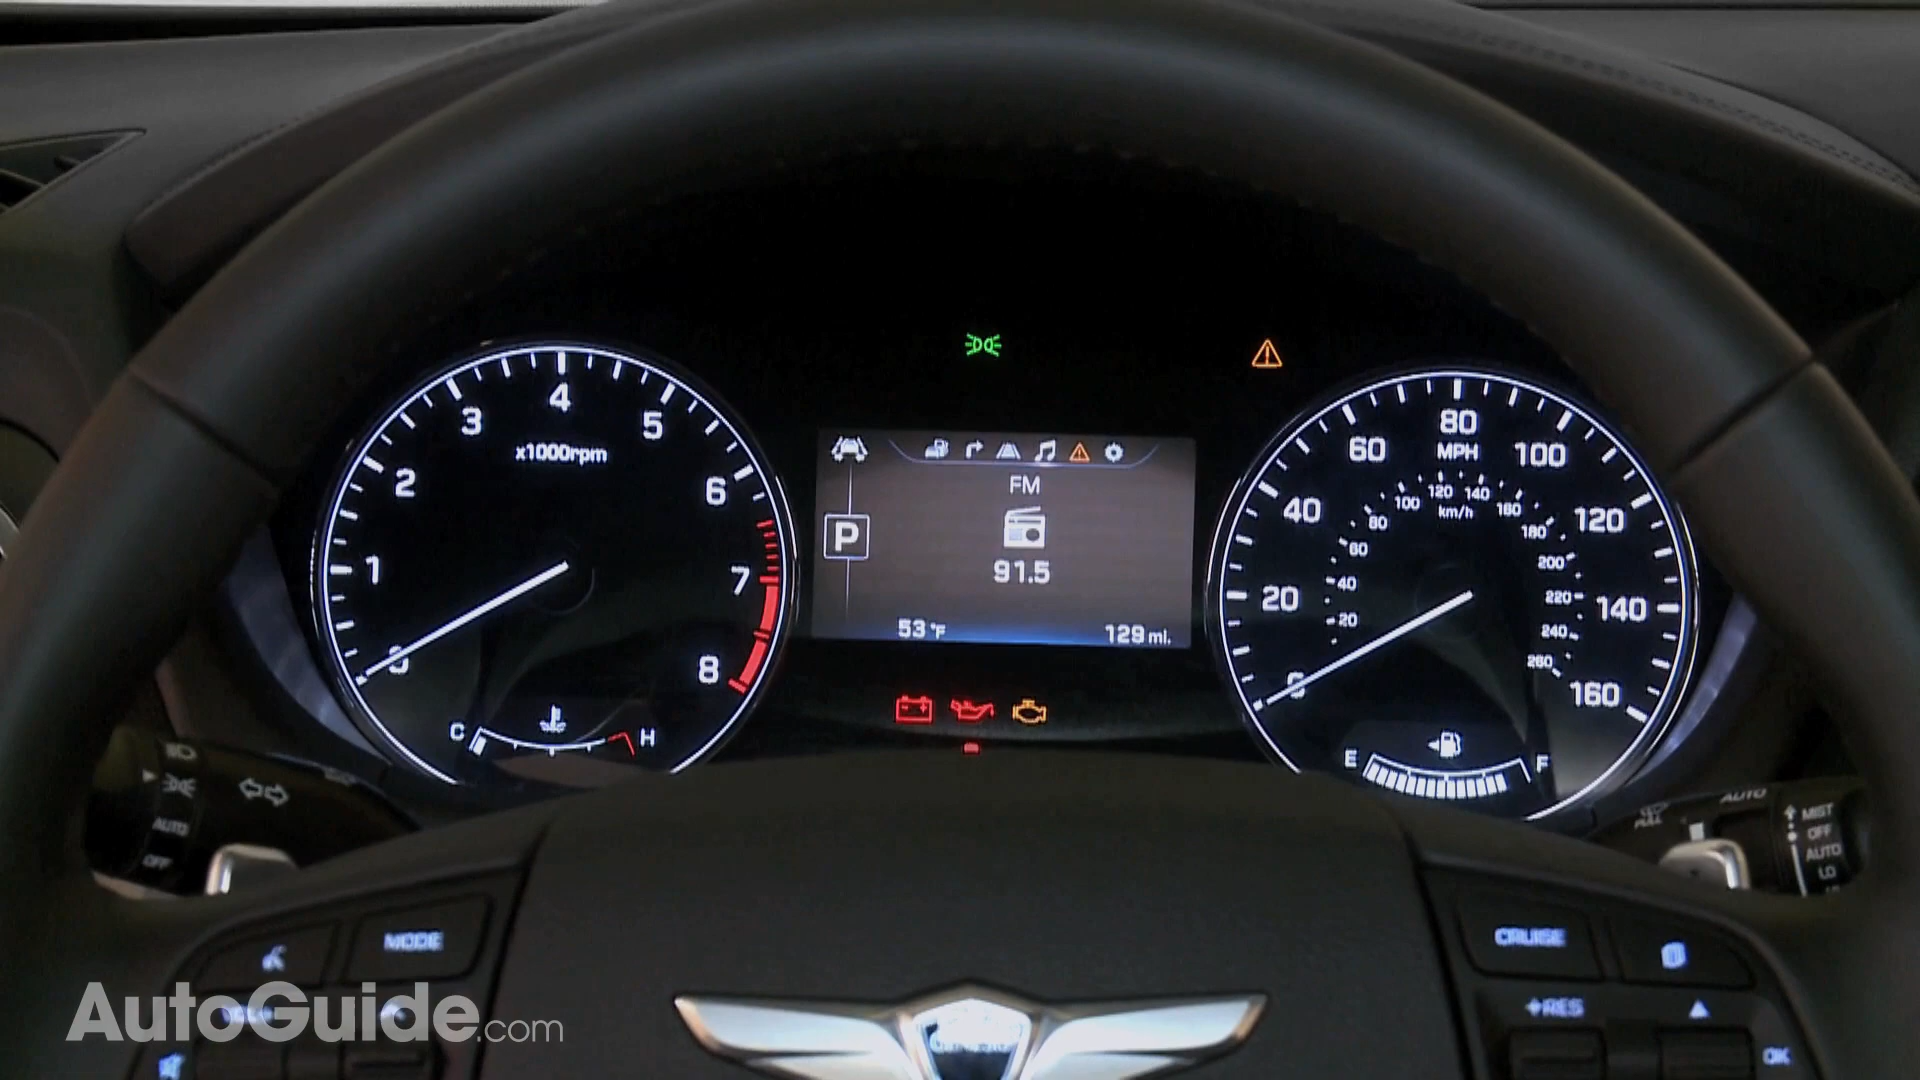 x1000rpm
0 1 2 3 4 5 6 7 8
C H
P
FM
91.5
53 °F
129 mi.
MPH
0 20 40 60 80 100 120 140 160
km/h
20 40 60 80 100 120 140 160 180 200 220 240 260
E F
AUTO
OFF
AUTO
MIST
OFF
AUTO
LO
MODE
CRUISE
+RES
OK
AutoGuide.com